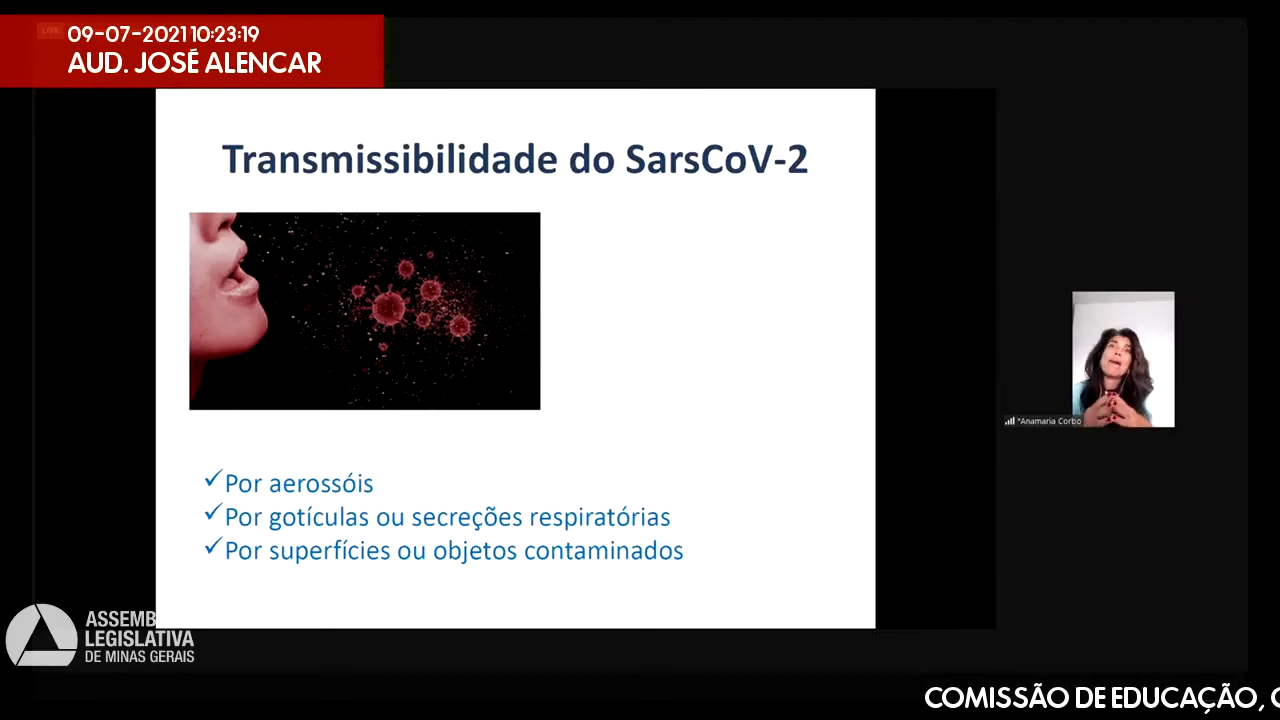 LIVE
09-07-2021 10:23:19
AUD. JOSÉ ALENCAR
Transmissibilidade do SarsCoV-2
✓Por aerossóis
✓Por gotículas ou secreções respiratórias
✓Por superfícies ou objetos contaminados
*Anamaria Corbo
ASSEMB
LEGISLATIVA
DE MINAS GERAIS
COMISSÃO DE EDUCAÇÃO, C